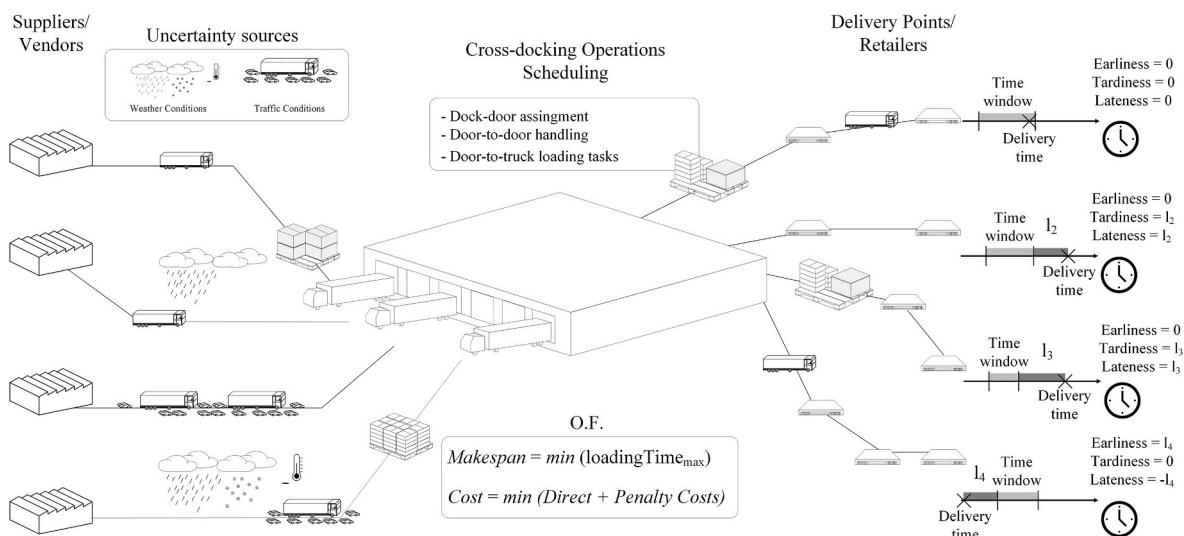 Suppliers/
Vendors
Uncertainty sources
Weather Conditions
Traffic Conditions
Cross-docking Operations
Scheduling
- Dock-door assingment
- Door-to-door handling
- Door-to-truck loading tasks
Delivery Points/
Retailers
Time
window
Delivery
time
Earliness = 0
Tardiness = 0
Lateness = 0
Time
window
l2
Delivery
time
Earliness = 0
Tardiness = l2
Lateness = l2
Time
window
l3
Delivery
time
Earliness = 0
Tardiness = l3
Lateness = l3
l4
Time
window
Delivery
time
Earliness = l4
Tardiness = 0
Lateness = -l4
O.F.
Makespan = min (loadingTimemax)
Cost = min (Direct + Penalty Costs)